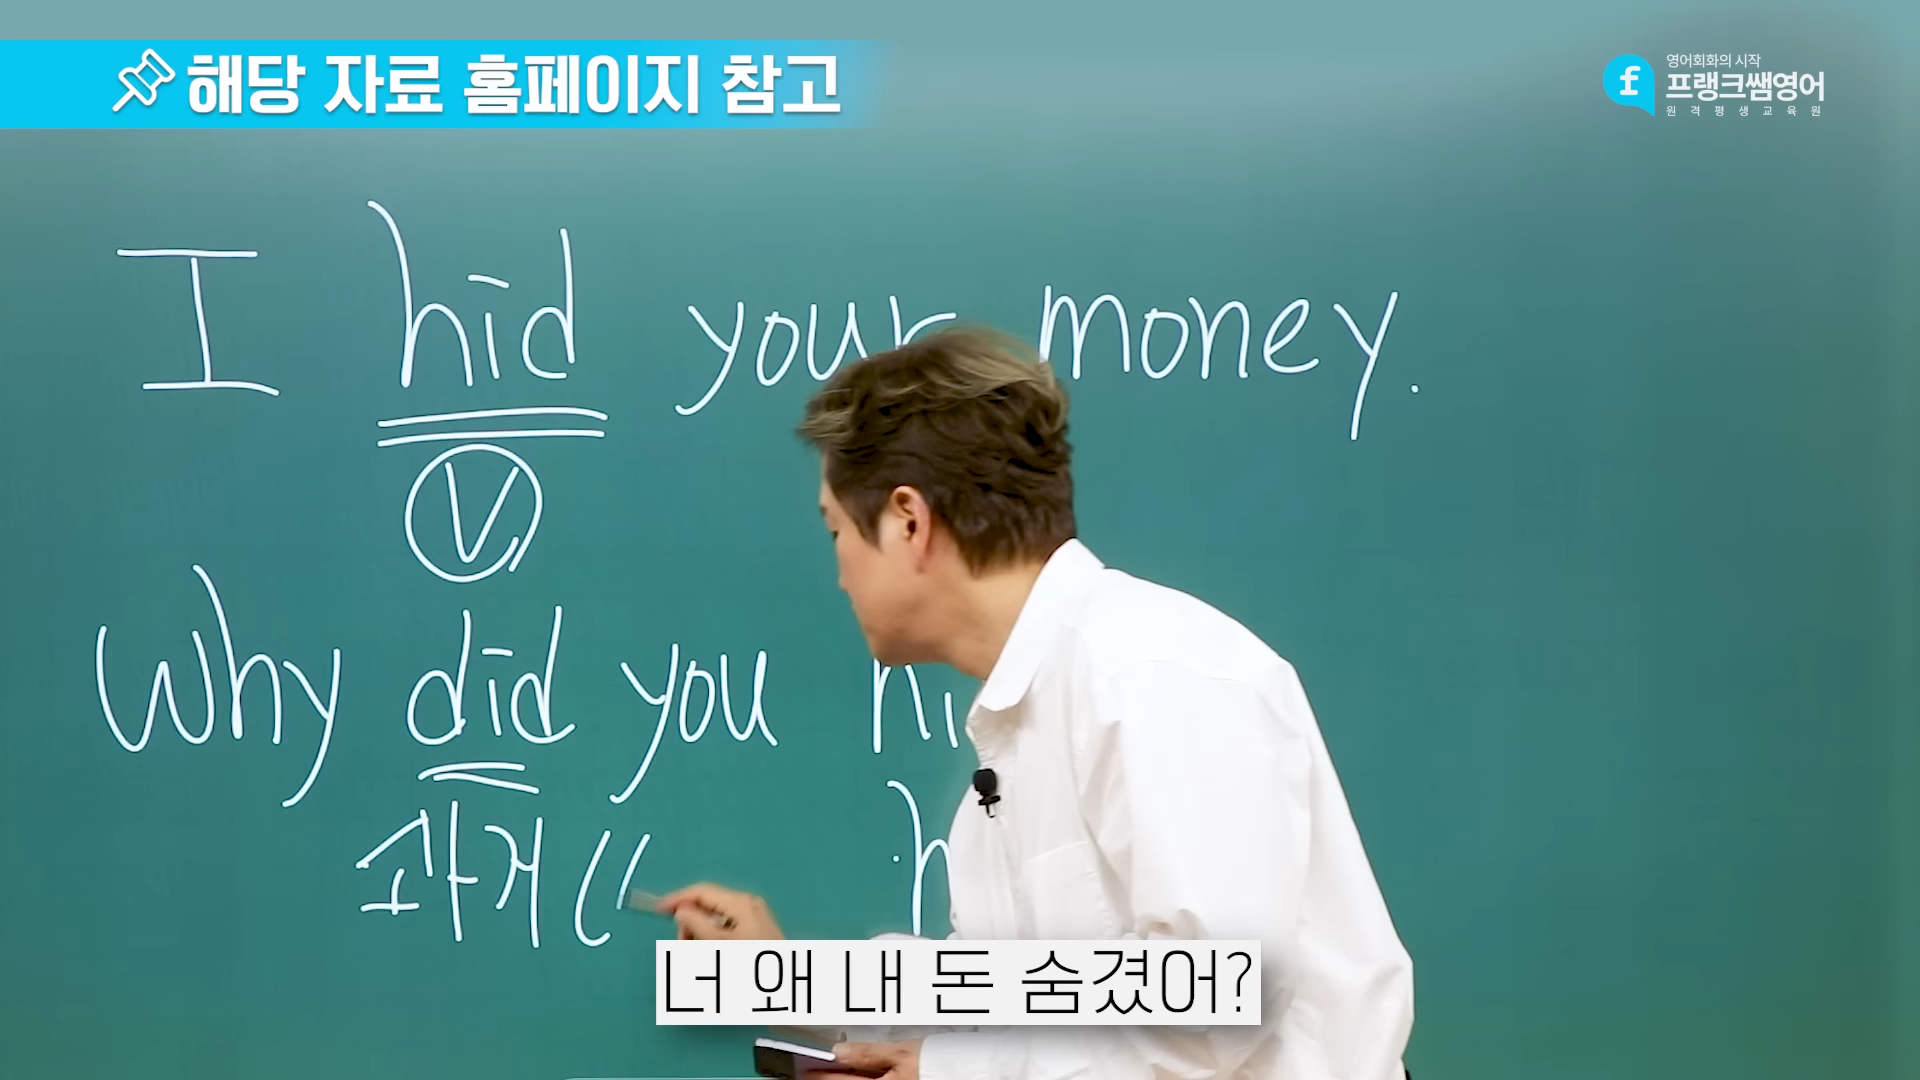 해당 자료 홈페이지 참고
영어회화의 시작
프랭크쌤영어
원격평생교육원
I hid your money.
V
Why did you
과거
너 왜 내 돈 숨겼어?